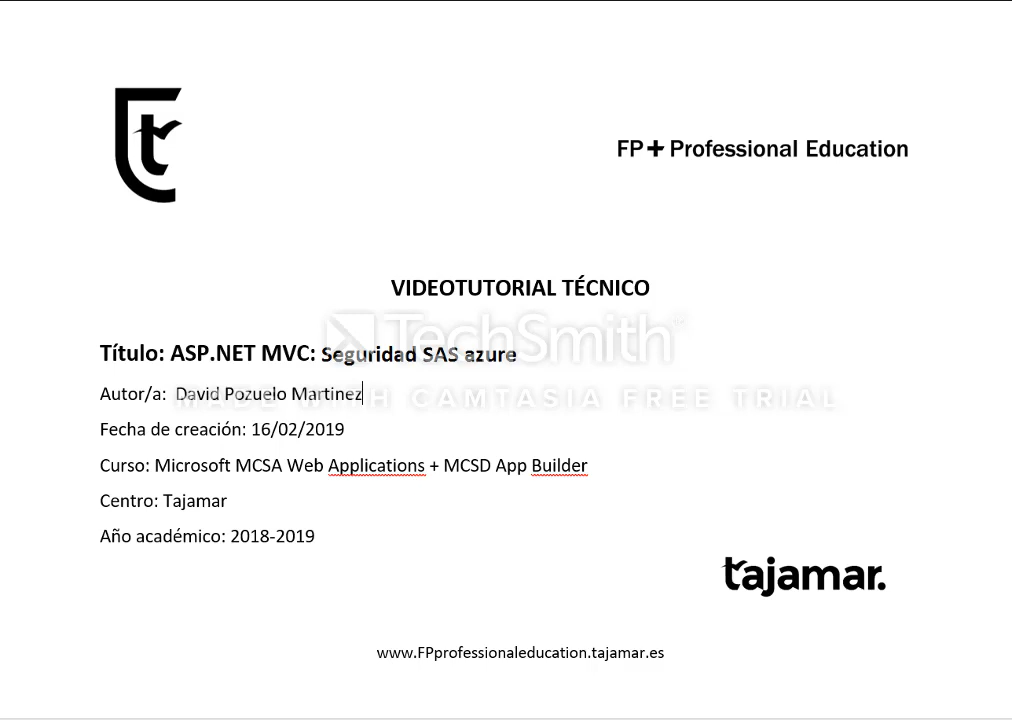 FP+ Professional Education
VIDEOTUTORIAL TÉCNICO
TechSmith
Título: ASP.NET MVC: Seguridad SAS azure
MADE WITH CAMTASIA FREE TRIAL
Autor/a: David Pozuelo Martinez
Fecha de creación: 16/02/2019
Curso: Microsoft MCSA Web Applications + MCSD App Builder
Centro: Tajamar
Año académico: 2018-2019
tajamar.
www.FPprofessionaleducation.tajamar.es